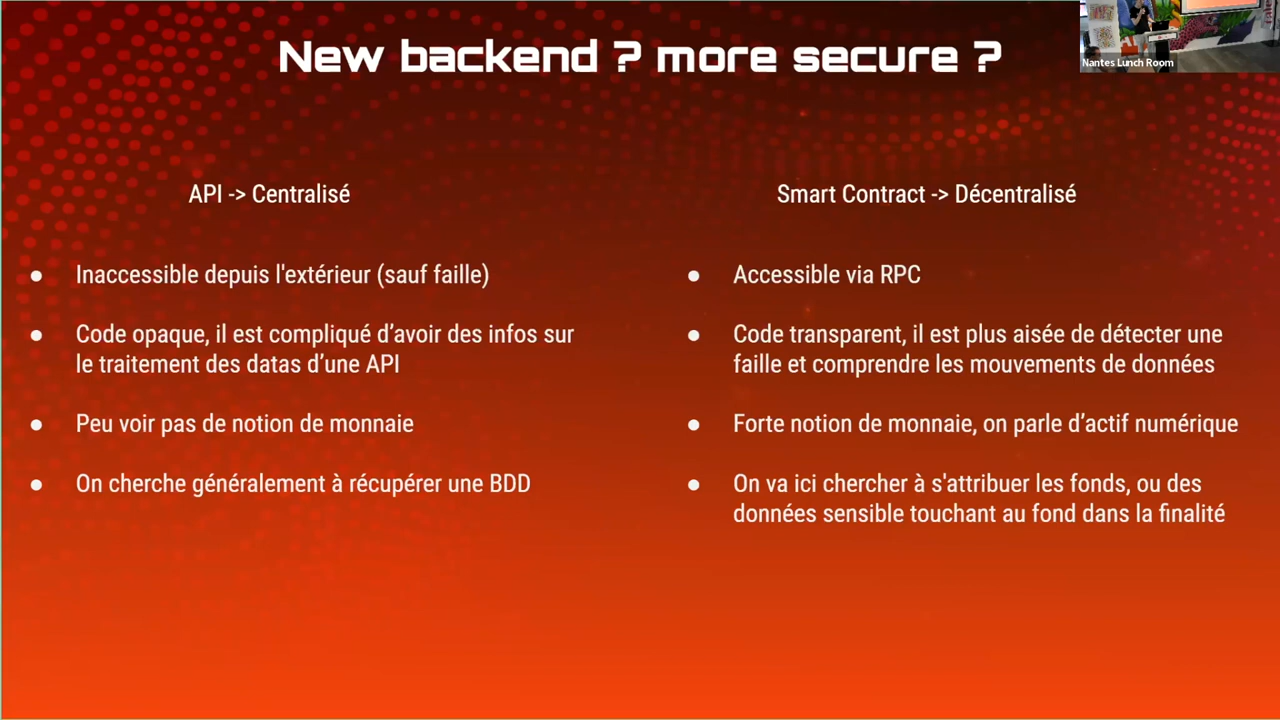 New backend ? more secure ?
Nantes Lunch Room
API -> Centralisé
Inaccessible depuis l'extérieur (sauf faille)
Code opaque, il est compliqué d’avoir des infos sur
le traitement des datas d’une API
Peu voir pas de notion de monnaie
On cherche généralement à récupérer une BDD
Smart Contract -> Décentralisé
Accessible via RPC
Code transparent, il est plus aisée de détecter une
faille et comprendre les mouvements de données
Forte notion de monnaie, on parle d’actif numérique
On va ici chercher à s'attribuer les fonds, ou des
données sensible touchant au fond dans la finalité